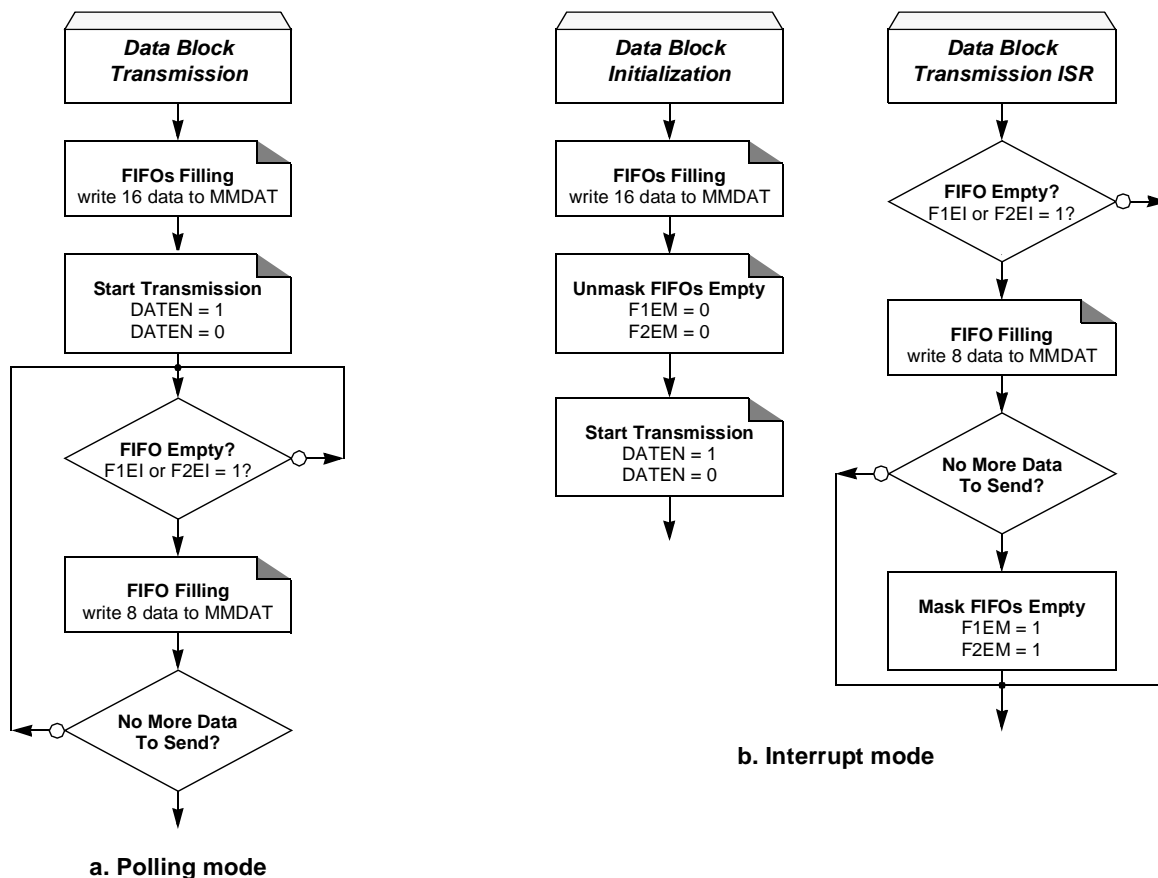 Data Block
Transmission
FIFOs Filling
write 16 data to MMDAT
Start Transmission
DATEN = 1
DATEN = 0
FIFO Empty?
F1EI or F2EI = 1?
FIFO Filling
write 8 data to MMDAT
No More Data
To Send?
a. Polling mode
Data Block
Initialization
FIFOs Filling
write 16 data to MMDAT
Unmask FIFOs Empty
F1EM = 0
F2EM = 0
Start Transmission
DATEN = 1
DATEN = 0
Data Block
Transmission ISR
FIFO Empty?
F1EI or F2EI = 1?
FIFO Filling
write 8 data to MMDAT
No More Data
To Send?
Mask FIFOs Empty
F1EM = 1
F2EM = 1
b. Interrupt mode